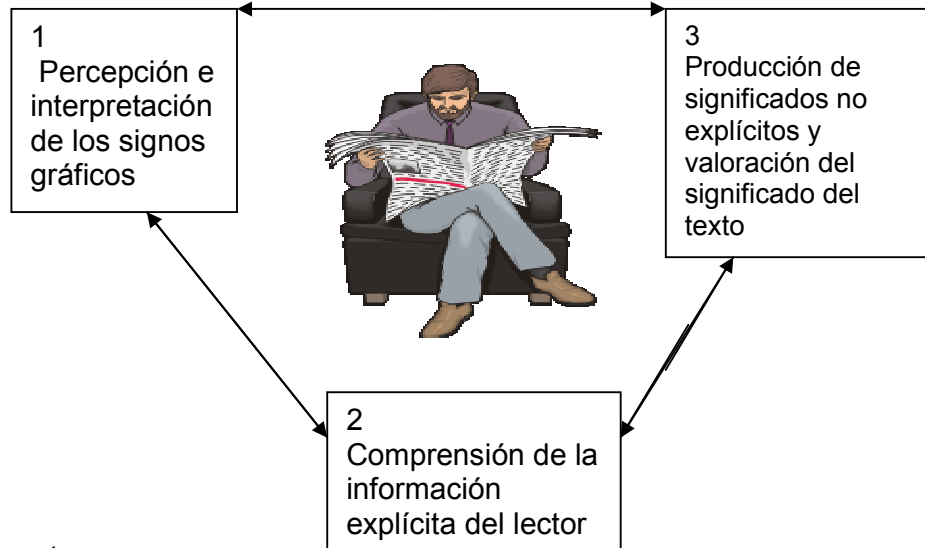 1
Percepción e
interpretación
de los signos
gráficos
3
Producción de
significados no
explícitos y
valoración del
significado del
texto
2
Comprensión de la
información
explícita del lector